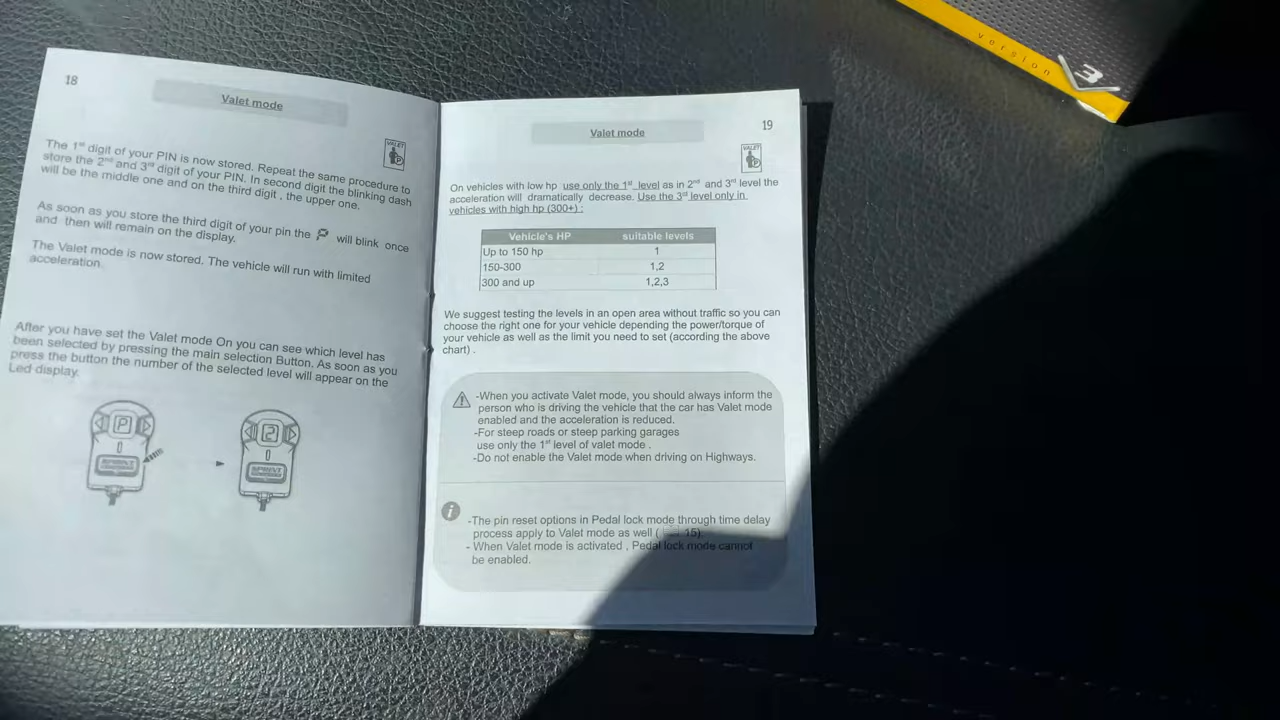 18
Valet mode
VALET
The 1st digit of your PIN is now stored. Repeat the same procedure to
store the 2nd and 3rd digit of your PIN. In second digit the blinking dash
will be the middle one and on the third digit , the upper one.
As soon as you store the third digit of your pin the P will blink once
and then will remain on the display.
The Valet mode is now stored. The vehicle will run with limited
acceleration.
After you have set the Valet mode On you can see which level has
been selected by pressing the main selection Button. As soon as you
press the button the number of the selected level will appear on the
Led display.
P
2
SPRINT
19
Valet mode
VALET
On vehicles with low hp use only the 1st level as in 2nd and 3rd level the
acceleration will dramatically decrease. Use the 3rd level only in
vehicles with high hp (300+) :
Vehicle's HP suitable levels
Up to 150 hp 1
150-300 1,2
300 and up 1,2,3
We suggest testing the levels in an open area without traffic so you can
choose the right one for your vehicle depending the power/torque of
your vehicle as well as the limit you need to set (according the above
chart) .
-When you activate Valet mode, you should always inform the
person who is driving the vehicle that the car has Valet mode
enabled and the acceleration is reduced.
-For steep roads or steep parking garages
use only the 1st level of valet mode .
-Do not enable the Valet mode when driving on Highways.
-The pin reset options in Pedal lock mode through time delay
process apply to Valet mode as well ( 15).
- When Valet mode is activated , Pedal lock mode cannot
be enabled.
version
V3